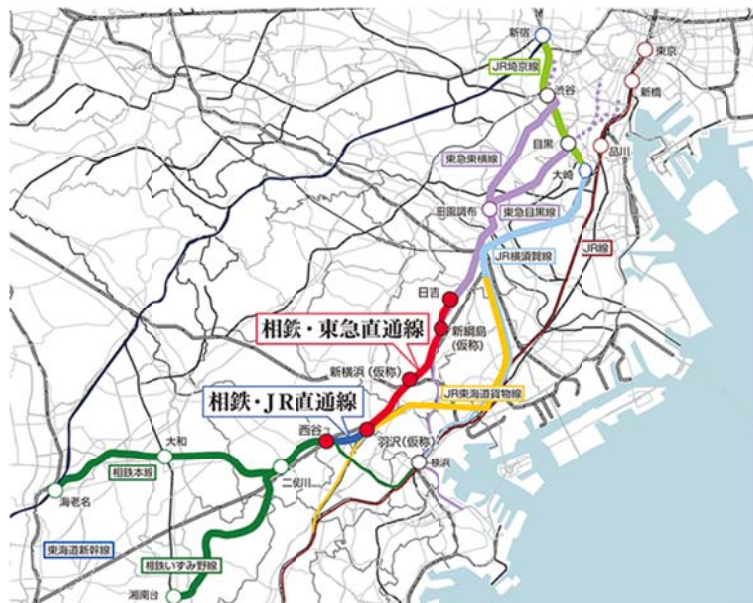 新宿
東京
JR埼京線
渋谷
新橋
目黒
品川
東急東横線
大崎
田園調布
東急目黒線
JR線
JR横須賀線
日吉
相鉄・東急直通線
新綱島
(仮称)
新横浜(仮称)
JR東海道貨物線
相鉄・JR直通線
西谷
羽沢(仮称)
大和
横浜
相鉄本線
二俣川
海老名
東海道新幹線
相鉄いずみ野線
湘南台